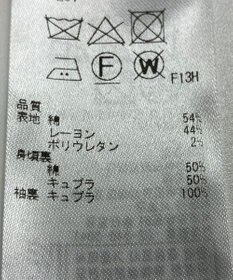 F W F13H
品質
表地 綿 54%
レーヨン 44%
ポリウレタン 2%
身頃裏
綿 50%
キュプラ 50%
袖裏 キュプラ 100%